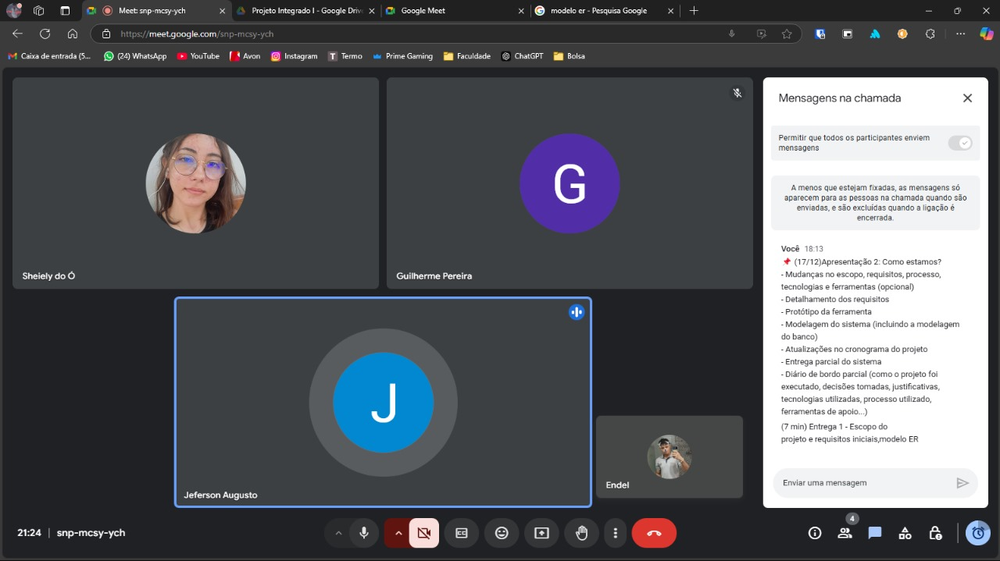 Meet: snp-mcsy-ych
Projeto Integrado I - Google Drive
Google Meet
modelo er - Pesquisa Google
https://meet.google.com/snp-mcsy-ych
Caixa de entrada (5...
(24) WhatsApp
YouTube
Avon
Instagram
T Termo
Prime Gaming
Faculdade
ChatGPT
Bolsa
Sheiely do Ó
G
Guilherme Pereira
J
Jeferson Augusto
Endel
Mensagens na chamada
Permitir que todos os participantes enviem
mensagens
A menos que estejam fixadas, as mensagens só
aparecem para as pessoas na chamada quando são
enviadas, e são excluídas quando a ligação é
encerrada.
Você 18:13
📌 (17/12)Apresentação 2: Como estamos?
- Mudanças no escopo, requisitos, processo,
tecnologias e ferramentas (opcional)
- Detalhamento dos requisitos
- Protótipo da ferramenta
- Modelagem do sistema (incluindo a modelagem
do banco)
- Atualizações no cronograma do projeto
- Entrega parcial do sistema
- Diário de bordo parcial (como o projeto foi
executado, decisões tomadas, justificativas,
tecnologias utilizadas, processo utilizado,
ferramentas de apoio...)
(7 min) Entrega 1 - Escopo do
projeto e requisitos iniciais,modelo ER
Enviar uma mensagem
21:24 | snp-mcsy-ych
4